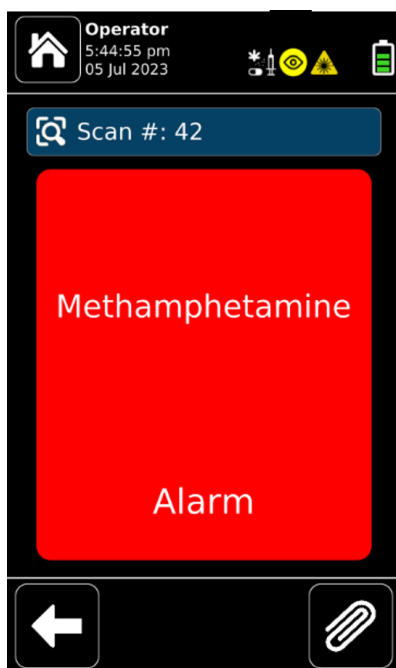 Operator
5:44:55 pm
05 Jul 2023
Scan #: 42
Methamphetamine
Alarm